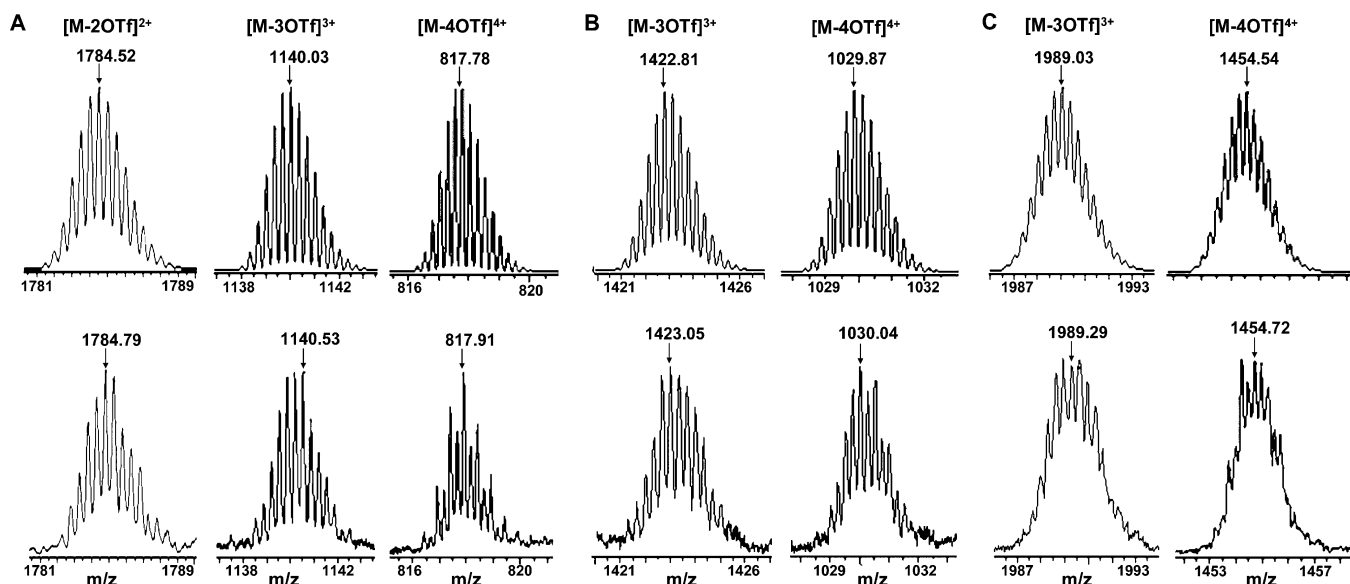 A [M-2OTf]²⁺ [M-3OTf]³⁺ [M-4OTf]⁴⁺ B [M-3OTf]³⁺ [M-4OTf]⁴⁺ C [M-3OTf]³⁺ [M-4OTf]⁴⁺
1784.52 1140.03 817.78 1422.81 1029.87 1989.03 1454.54
1781 1789 1138 1142 816 820 1421 1426 1029 1032 1987 1993
1784.79 1140.53 817.91 1423.05 1030.04 1989.29 1454.72
1781 1789 1138 1142 816 820 1421 1426 1029 1032 1987 1993 1453 1457
m/z m/z m/z m/z m/z m/z m/z